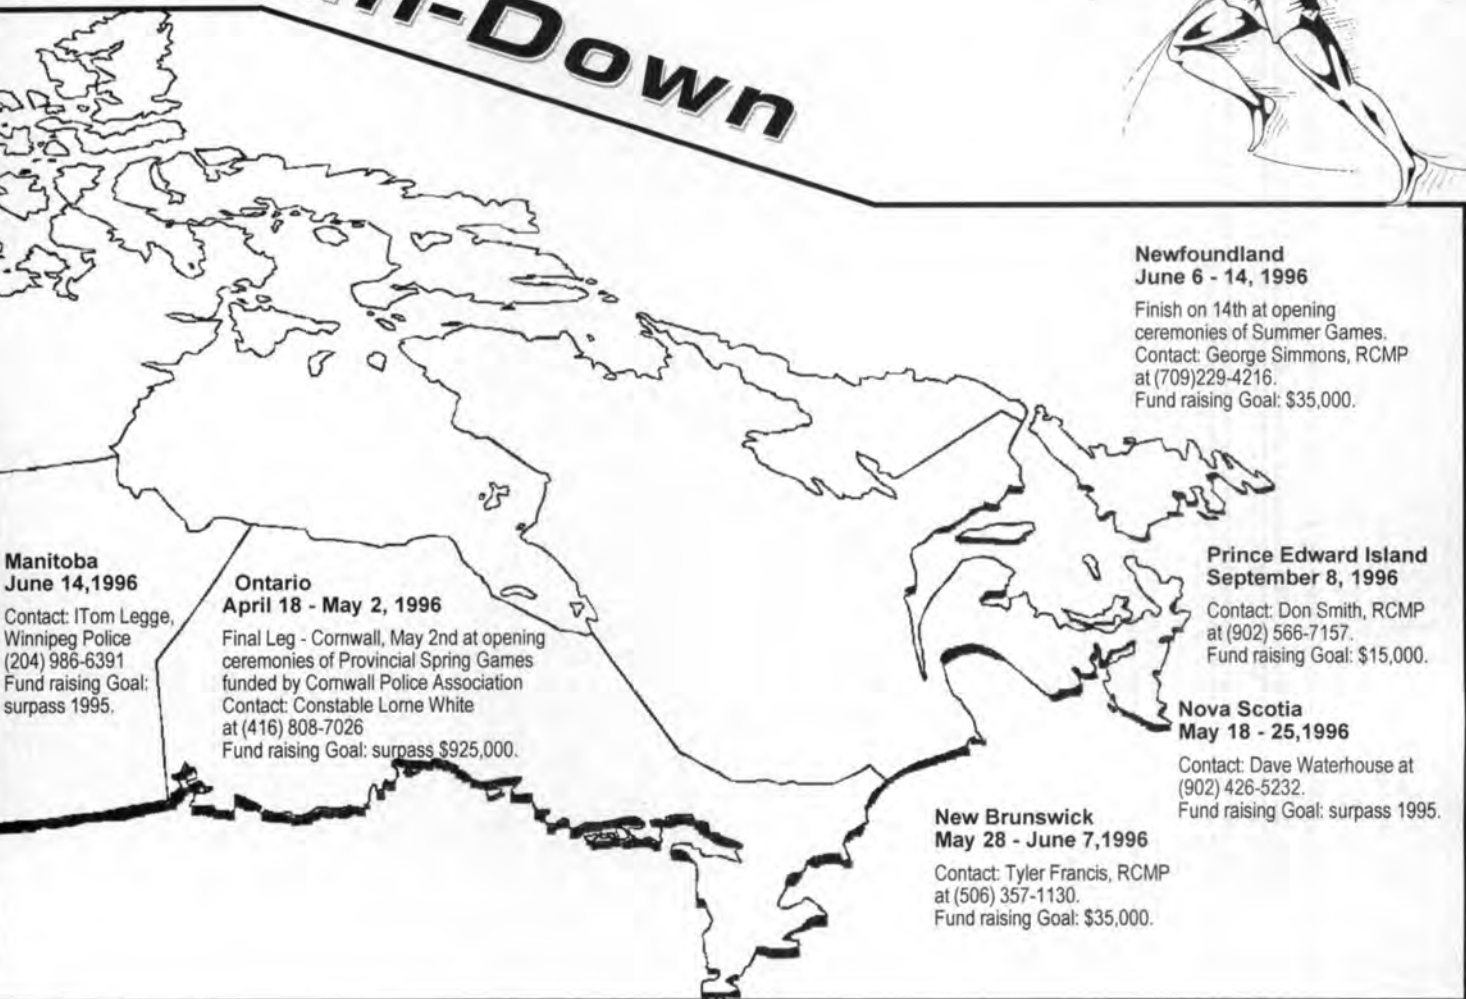 -Down
Newfoundland
June 6 - 14, 1996
Finish on 14th at opening
ceremonies of Summer Games.
Contact: George Simmons, RCMP
at (709)229-4216.
Fund raising Goal: $35,000.
Manitoba
June 14,1996
Contact: ITom Legge,
Winnipeg Police
(204) 986-6391
Fund raising Goal:
surpass 1995.
Ontario
April 18 - May 2, 1996
Final Leg - Cornwall, May 2nd at opening
ceremonies of Provincial Spring Games
funded by Cornwall Police Association
Contact: Constable Lorne White
at (416) 808-7026
Fund raising Goal: surpass $925,000.
Prince Edward Island
September 8, 1996
Contact: Don Smith, RCMP
at (902) 566-7157.
Fund raising Goal: $15,000.
Nova Scotia
May 18 - 25,1996
Contact: Dave Waterhouse at
(902) 426-5232.
Fund raising Goal: surpass 1995.
New Brunswick
May 28 - June 7,1996
Contact: Tyler Francis, RCMP
at (506) 357-1130.
Fund raising Goal: $35,000.